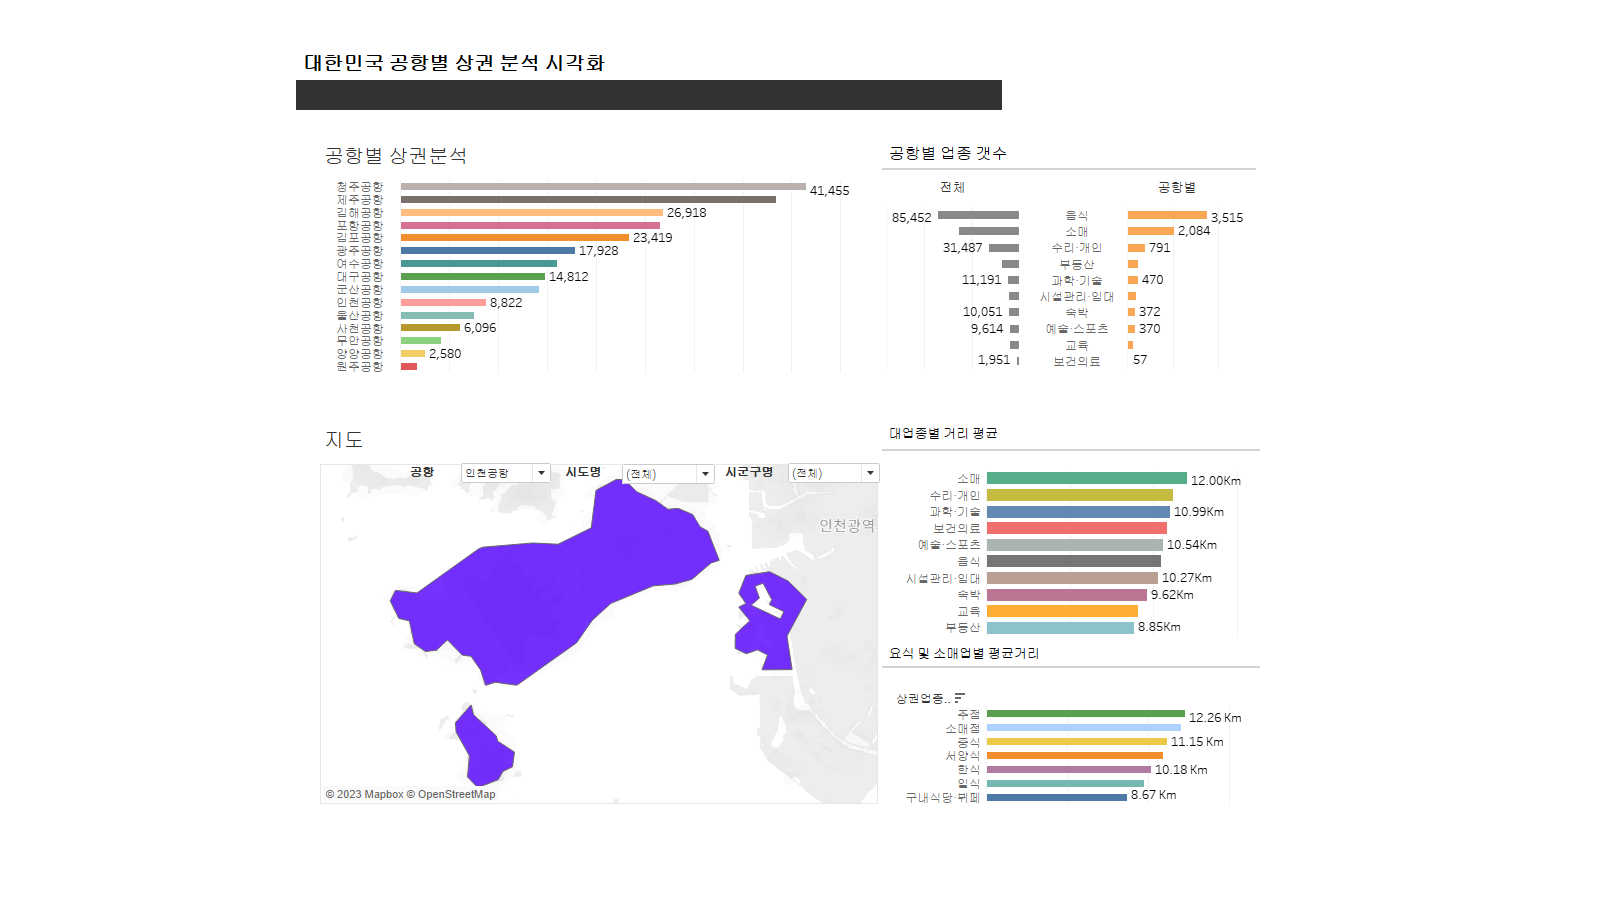 대한민국 공항별 상권 분석 시각화
공항별 상권분석
청주공항 41,455
제주공항
김해공항 26,918
포항공항
김포공항 23,419
광주공항 17,928
여수공항
대구공항 14,812
군산공항
인천공항 8,822
울산공항
사천공항 6,096
무안공항
양양공항 2,580
원주공항
공항별 업종 갯수
전체 공항별
85,452 음식 3,515
소매 2,084
31,487 수리·개인 791
부동산
11,191 과학·기술 470
시설관리·임대
10,051 숙박 372
9,614 예술·스포츠 370
교육
1,951 보건의료 57
지도
공항 인천공항 시도명 (전체) 시군구명 (전체)
인천광역
© 2023 Mapbox © OpenStreetMap
대업종별 거리 평균
소매 12.00Km
수리·개인
과학·기술 10.99Km
보건의료
예술·스포츠 10.54Km
음식
시설관리·임대 10.27Km
숙박 9.62Km
교육
부동산 8.85Km
요식 및 소매업별 평균거리
상권업종..
주점 12.26 Km
소매점
중식 11.15 Km
서양식
한식 10.18 Km
일식
구내식당·뷔페 8.67 Km